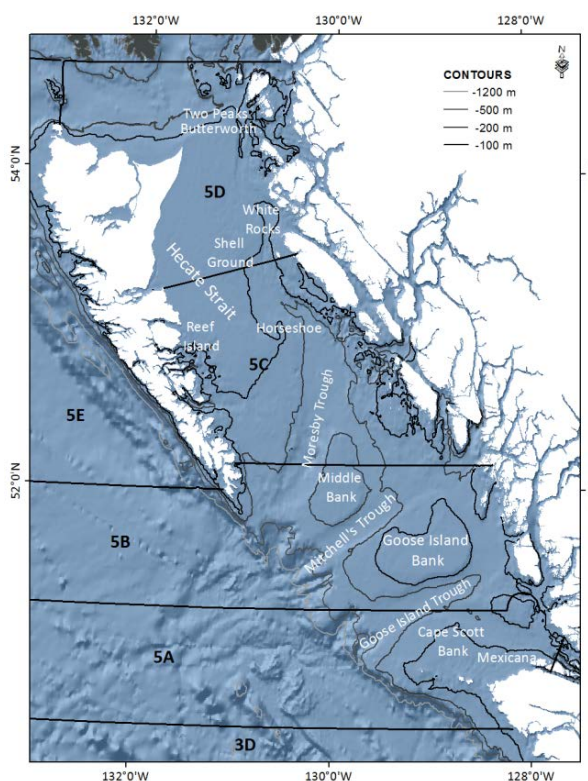 132°0'W
130°0'W
128°0'W
N
CONTOURS
-1200 m
-500 m
-200 m
-100 m
Two Peaks
Butterworth
54°0'N
5D
White
Rocks
Shell
Ground
Hecate Strait
Reef
Island
Horseshoe
5C
5E
Moresby Trough
52°0'N
Middle
Bank
Mitchell's Trough
5B
Goose Island
Bank
Goose Island Trough
Cape Scott
Bank
Mexicana
5A
3D
132°0'W
130°0'W
128°0'W